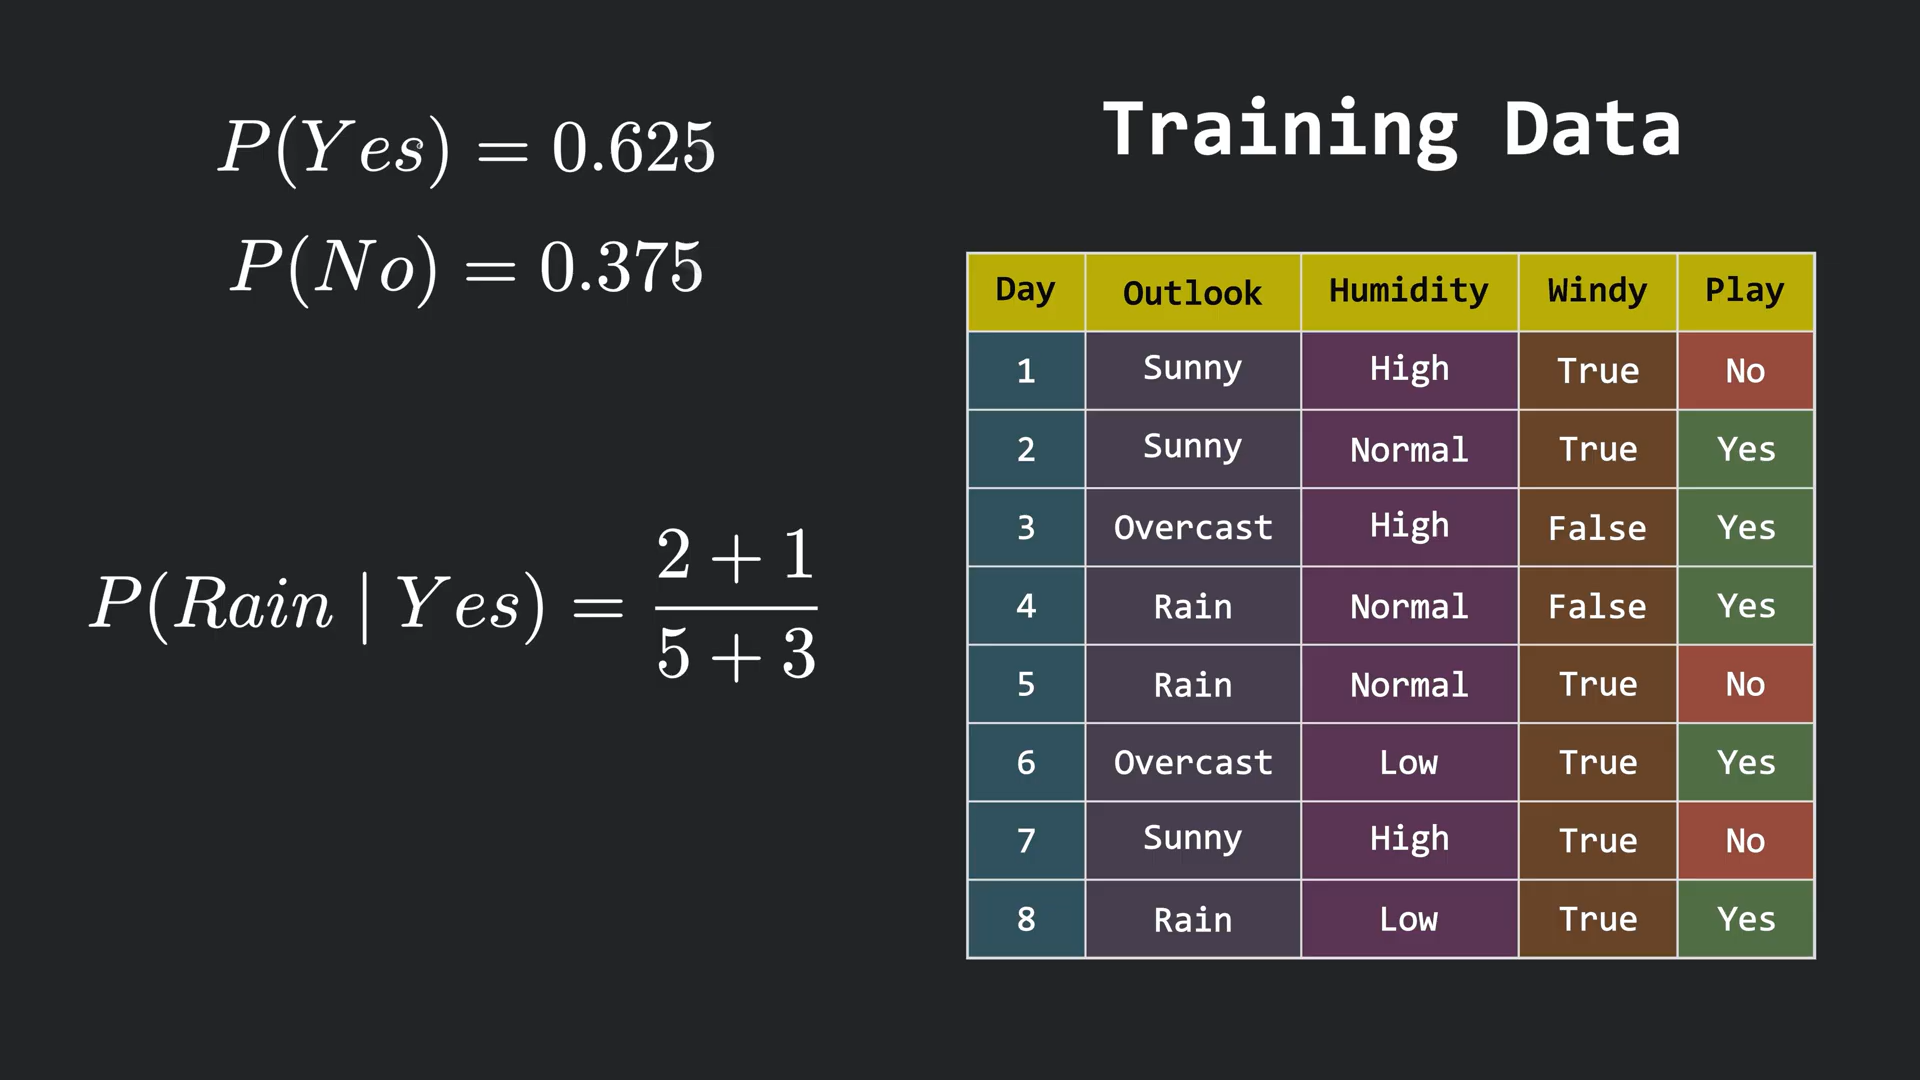 P(Yes) = 0.625
P(No) = 0.375
P(Rain | Yes) = \frac{2 + 1}{5 + 3}
Training Data
Day Outlook Humidity Windy Play
1 Sunny High True No
2 Sunny Normal True Yes
3 Overcast High False Yes
4 Rain Normal False Yes
5 Rain Normal True No
6 Overcast Low True Yes
7 Sunny High True No
8 Rain Low True Yes